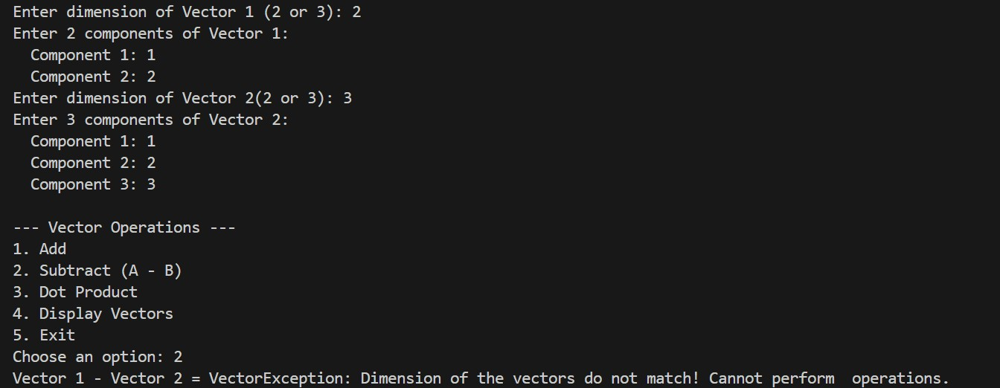 Enter dimension of Vector 1 (2 or 3): 2
Enter 2 components of Vector 1:
  Component 1: 1
  Component 2: 2
Enter dimension of Vector 2(2 or 3): 3
Enter 3 components of Vector 2:
  Component 1: 1
  Component 2: 2
  Component 3: 3

--- Vector Operations ---
1. Add
2. Subtract (A - B)
3. Dot Product
4. Display Vectors
5. Exit
Choose an option: 2
Vector 1 - Vector 2 = VectorException: Dimension of the vectors do not match! Cannot perform  operations.